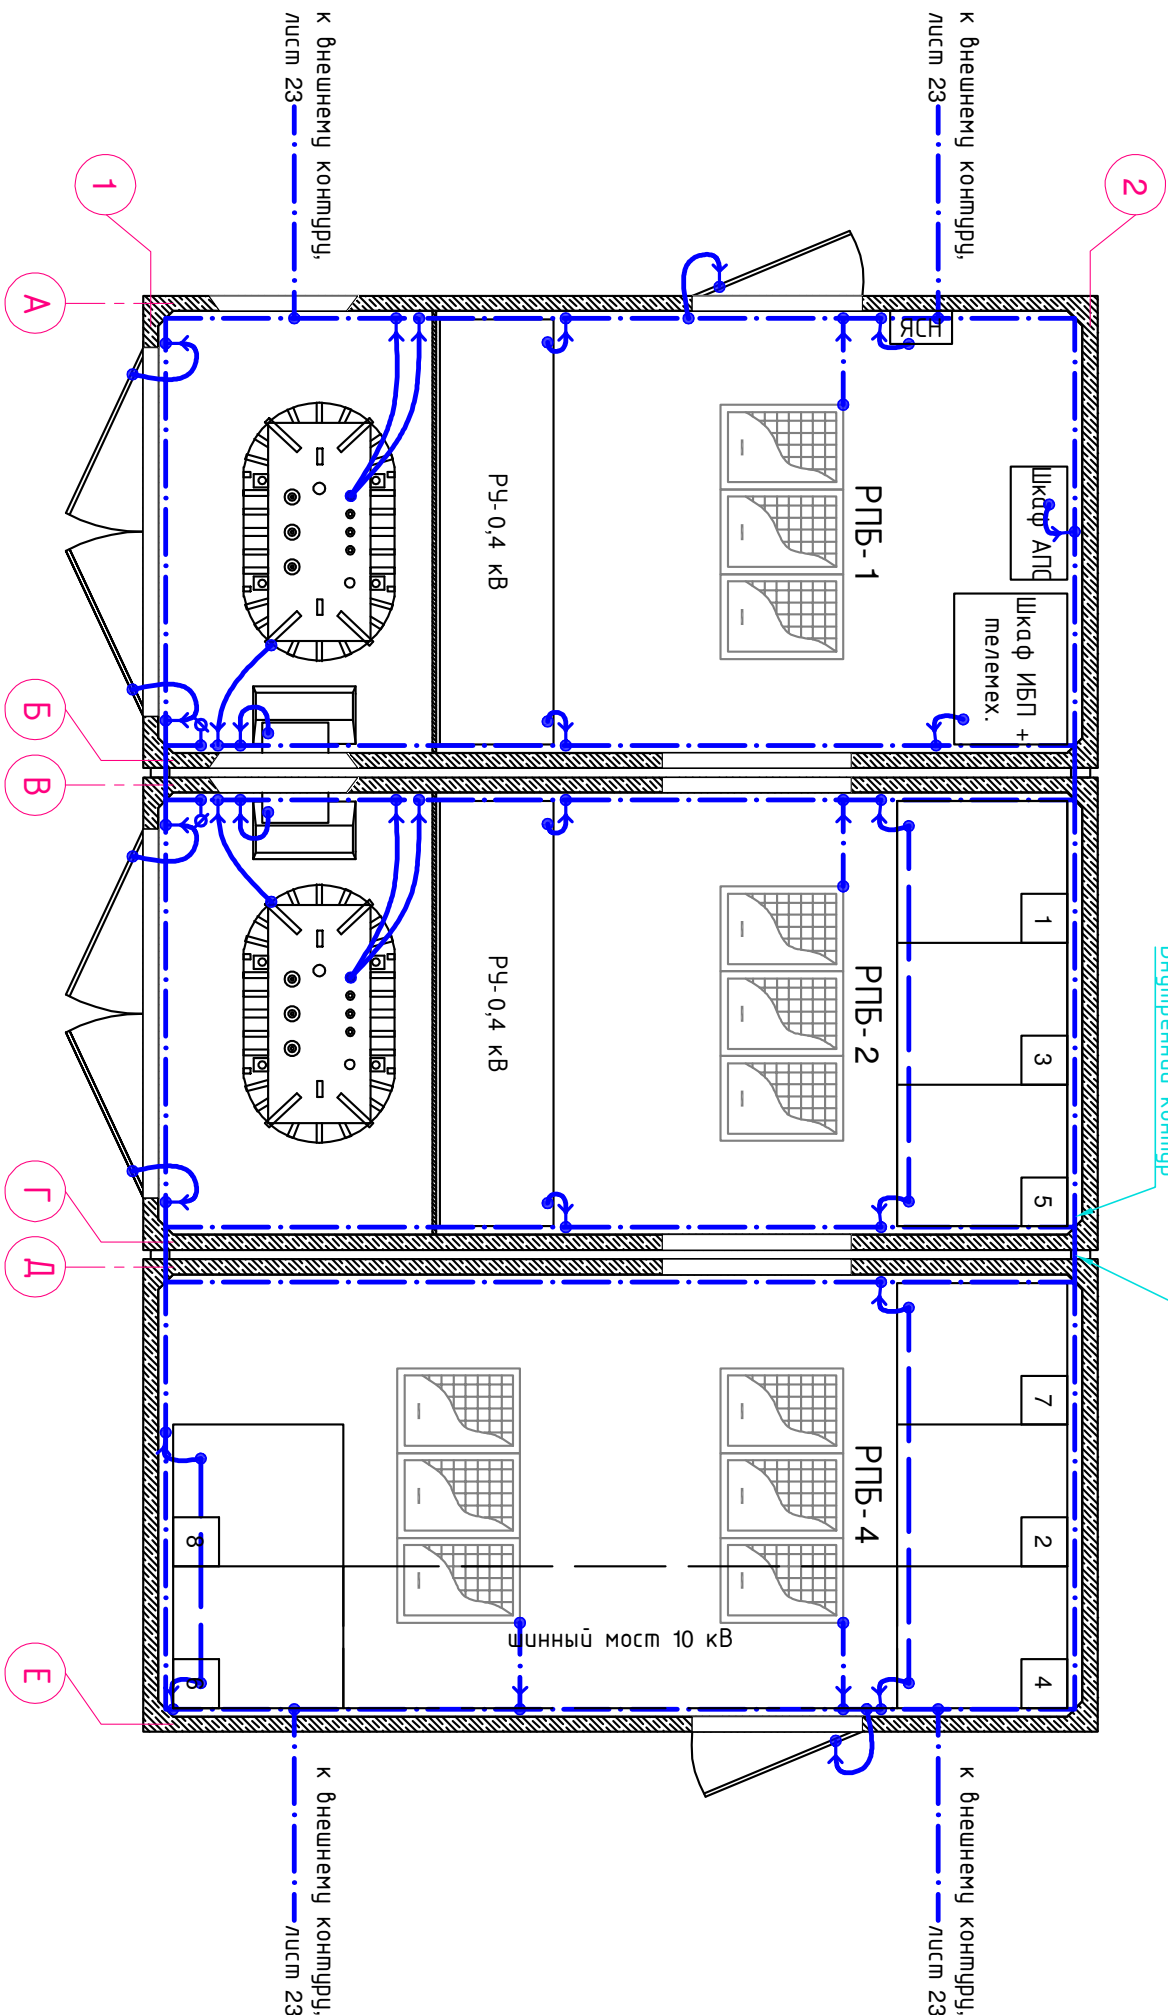 к внешнему контуру,
лист 23
к внешнему контуру,
лист 23
2
1
А
ЯСН
Шкаф АПС
Шкаф ИБП +
телемех.
РПБ-1
РУ-0,4 кВ
Б
В
1
3
5
РПБ-2
РУ-0,4 кВ
внутренний контур
Г
Д
7
2
4
РПБ-4
шинный мост 10 кВ
8
Е
к внешнему контуру,
лист 23
к внешнему контуру,
лист 23